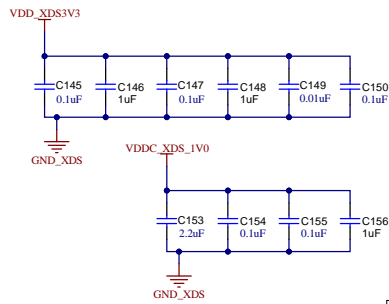 VDD_XDS3V3
C145 C146 C147 C148 C149 C150
0.1uF 1uF 0.1uF 1uF 0.01uF 0.1uF
GND_XDS
VDDC_XDS_1V0
C153 C154 C155 C156
2.2uF 0.1uF 0.1uF 1uF
GND_XDS